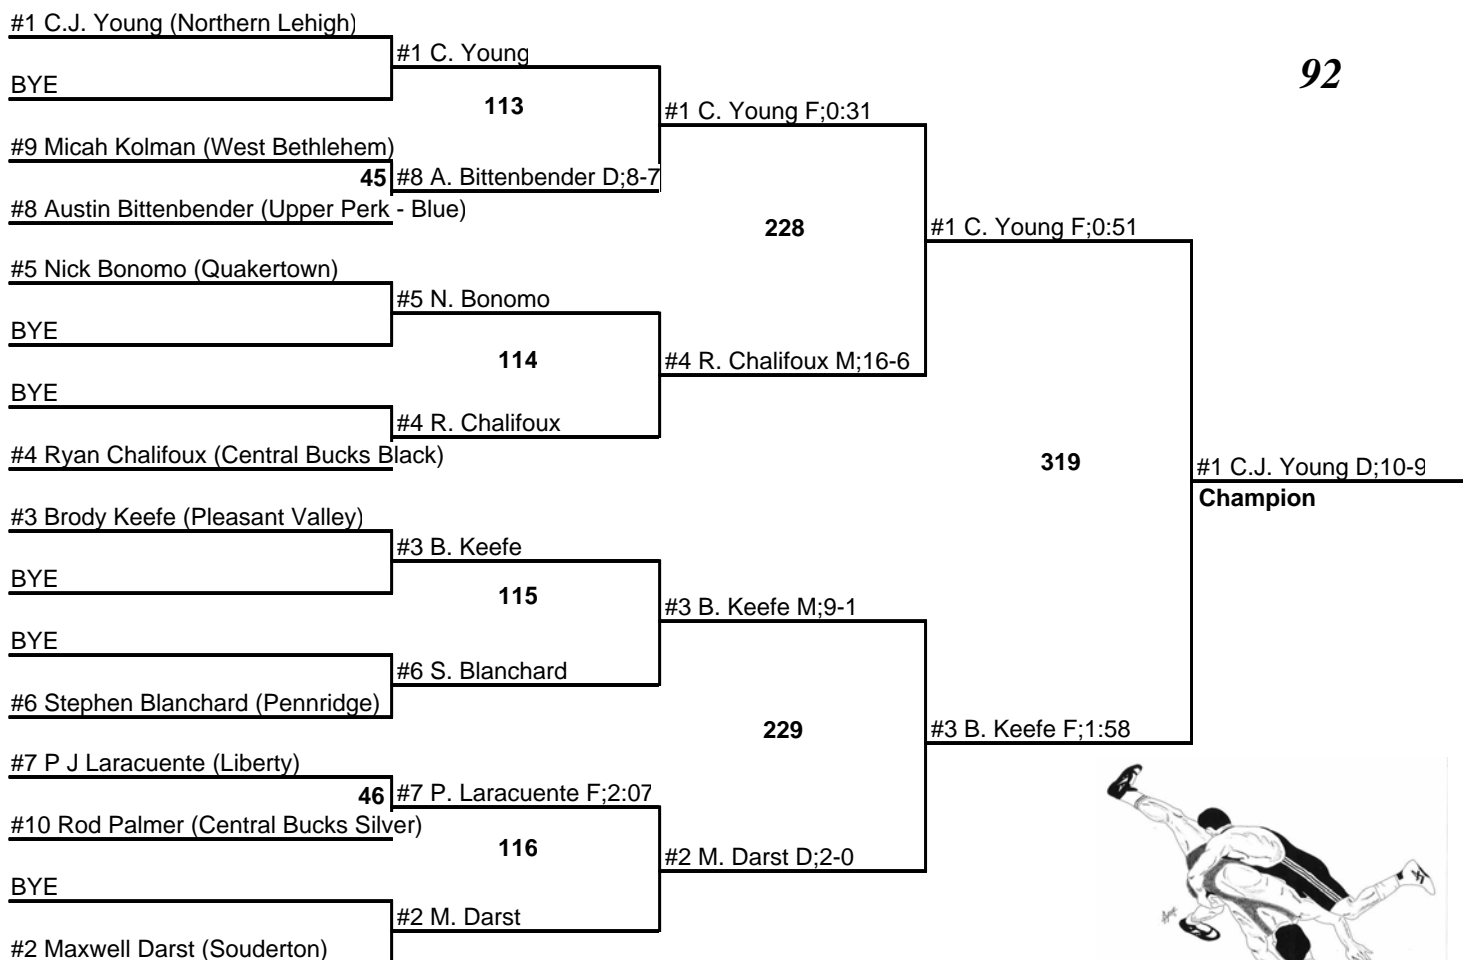 #1 C.J. Young (Northern Lehigh)
#1 C. Young
92
BYE
113
#1 C. Young F;0:31
#9 Micah Kolman (West Bethlehem)
45 #8 A. Bittenbender D;8-7
#8 Austin Bittenbender (Upper Perk - Blue)
228
#1 C. Young F;0:51
#5 Nick Bonomo (Quakertown)
#5 N. Bonomo
BYE
114
#4 R. Chalifoux M;16-6
BYE
#4 R. Chalifoux
#4 Ryan Chalifoux (Central Bucks Black)
319
#1 C.J. Young D;10-9
Champion
#3 Brody Keefe (Pleasant Valley)
#3 B. Keefe
BYE
115
#3 B. Keefe M;9-1
BYE
#6 S. Blanchard
#6 Stephen Blanchard (Pennridge)
229
#3 B. Keefe F;1:58
#7 P J Laracuente (Liberty)
46 #7 P. Laracuente F;2:07
#10 Rod Palmer (Central Bucks Silver)
116
#2 M. Darst D;2-0
BYE
#2 M. Darst
#2 Maxwell Darst (Souderton)